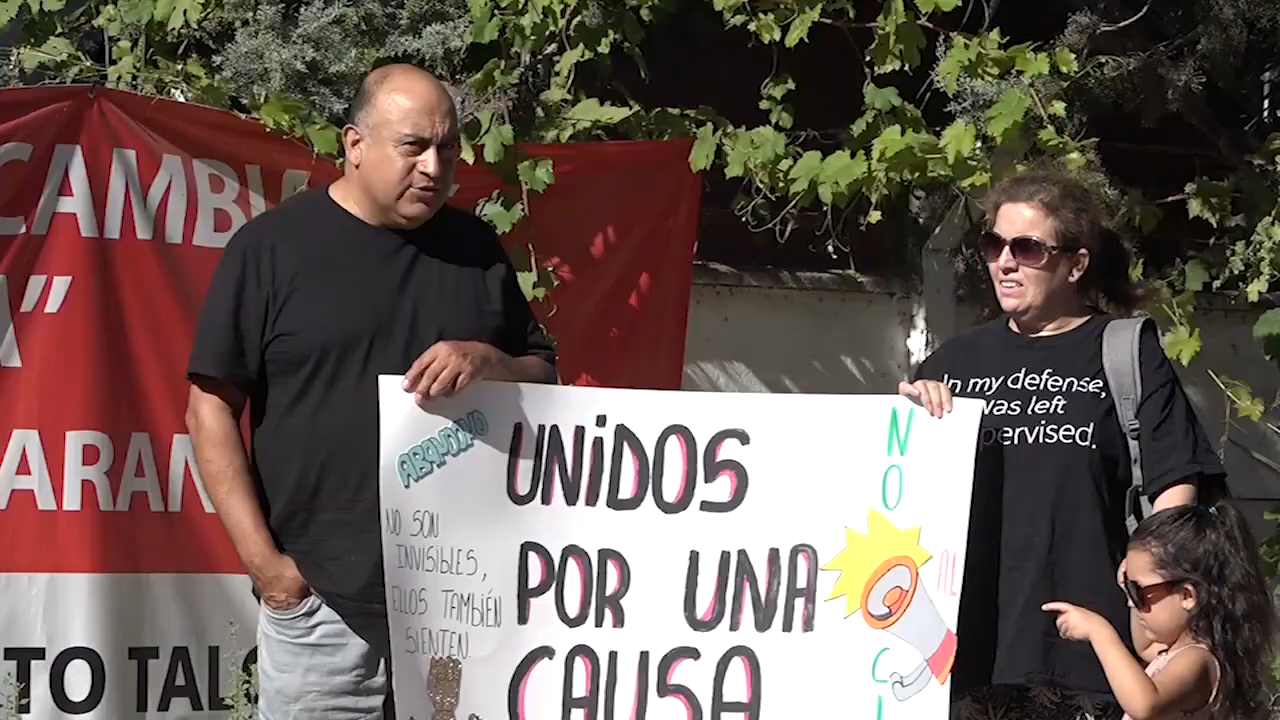 CAMBI
A"
ARAN
TO TAL
ABANDONO
NO SON
INVISIBLES,
ELLOS TAMBIÉN
SIENTEN
UNIDOS
POR UNA
CAUSA
NO
AL
In my defense,
was left
pervised.